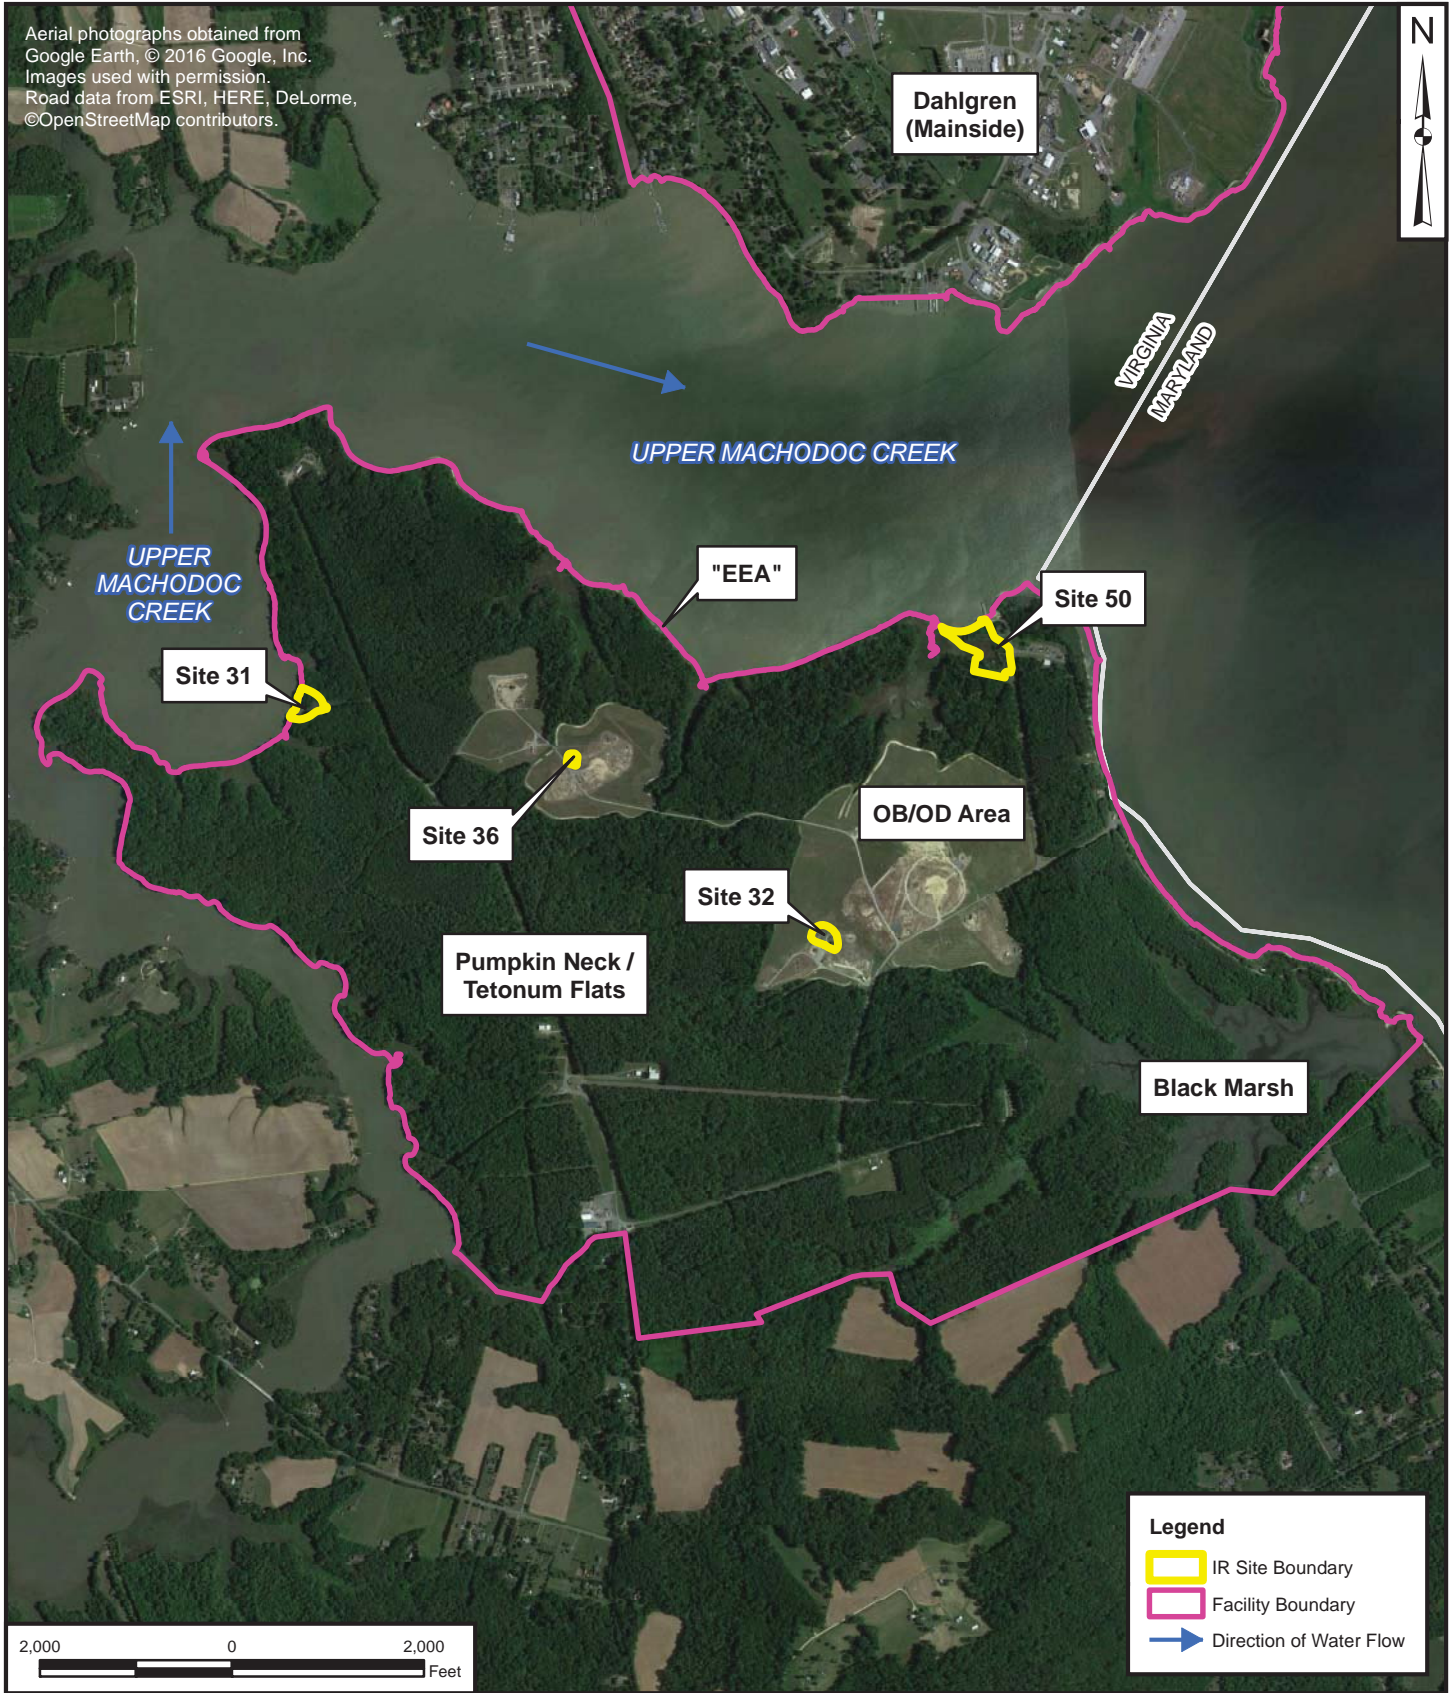 Aerial photographs obtained from
Google Earth, © 2016 Google, Inc.
Images used with permission.
Road data from ESRI, HERE, DeLorme,
©OpenStreetMap contributors.
N
Dahlgren
(Mainside)
VIRGINIA
MARYLAND
UPPER MACHODOC CREEK
UPPER
MACHODOC
CREEK
"EEA"
Site 50
Site 31
Site 36
OB/OD Area
Site 32
Pumpkin Neck /
Tetonum Flats
Black Marsh
Legend
IR Site Boundary
Facility Boundary
Direction of Water Flow
2,000 0 2,000
Feet